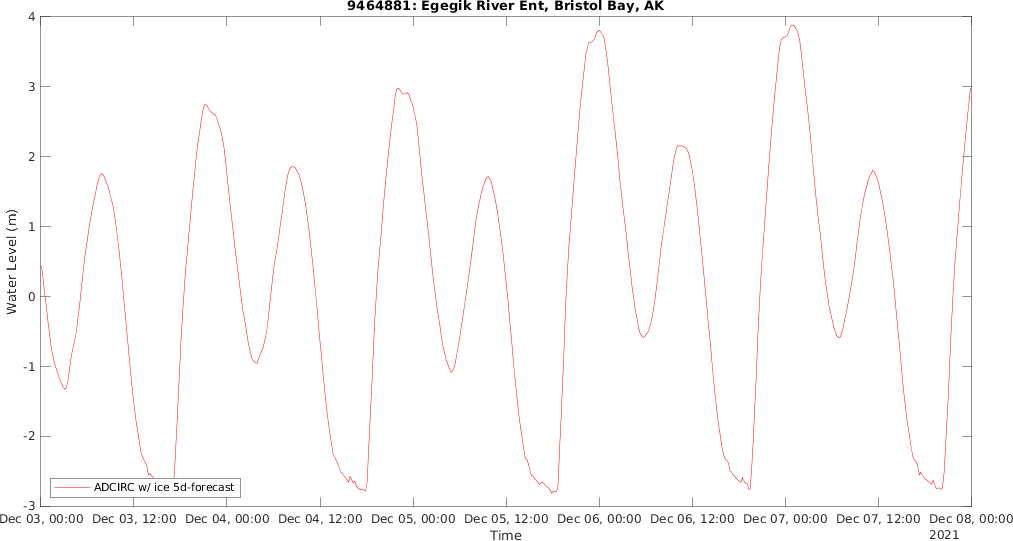 9464881: Egegik River Ent, Bristol Bay, AK
Water Level (m)
4
3
2
1
0
-1
-2
-3
ADCIRC w/ ice 5d-forecast
Dec 03, 00:00 Dec 03, 12:00 Dec 04, 00:00 Dec 04, 12:00 Dec 05, 00:00 Dec 05, 12:00 Dec 06, 00:00 Dec 06, 12:00 Dec 07, 00:00 Dec 07, 12:00 Dec 08, 00:00
Time
2021